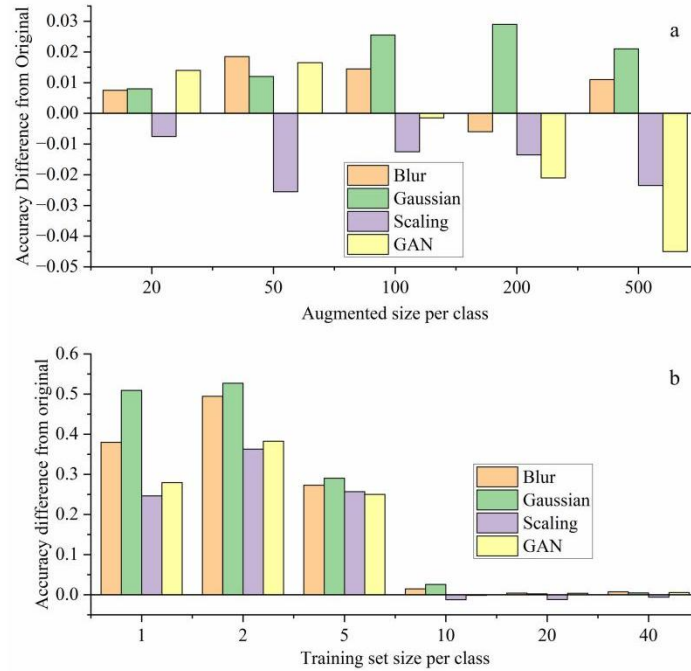 a
Accuracy Difference from Original
0.03
0.02
0.01
0.00
−0.01
−0.02
−0.03
−0.04
−0.05
Blur
Gaussian
Scaling
GAN
20 50 100 200 500
Augmented size per class
b
Accuracy difference from original
0.6
0.5
0.4
0.3
0.2
0.1
0.0
Blur
Gaussian
Scaling
GAN
1 2 5 10 20 40
Training set size per class